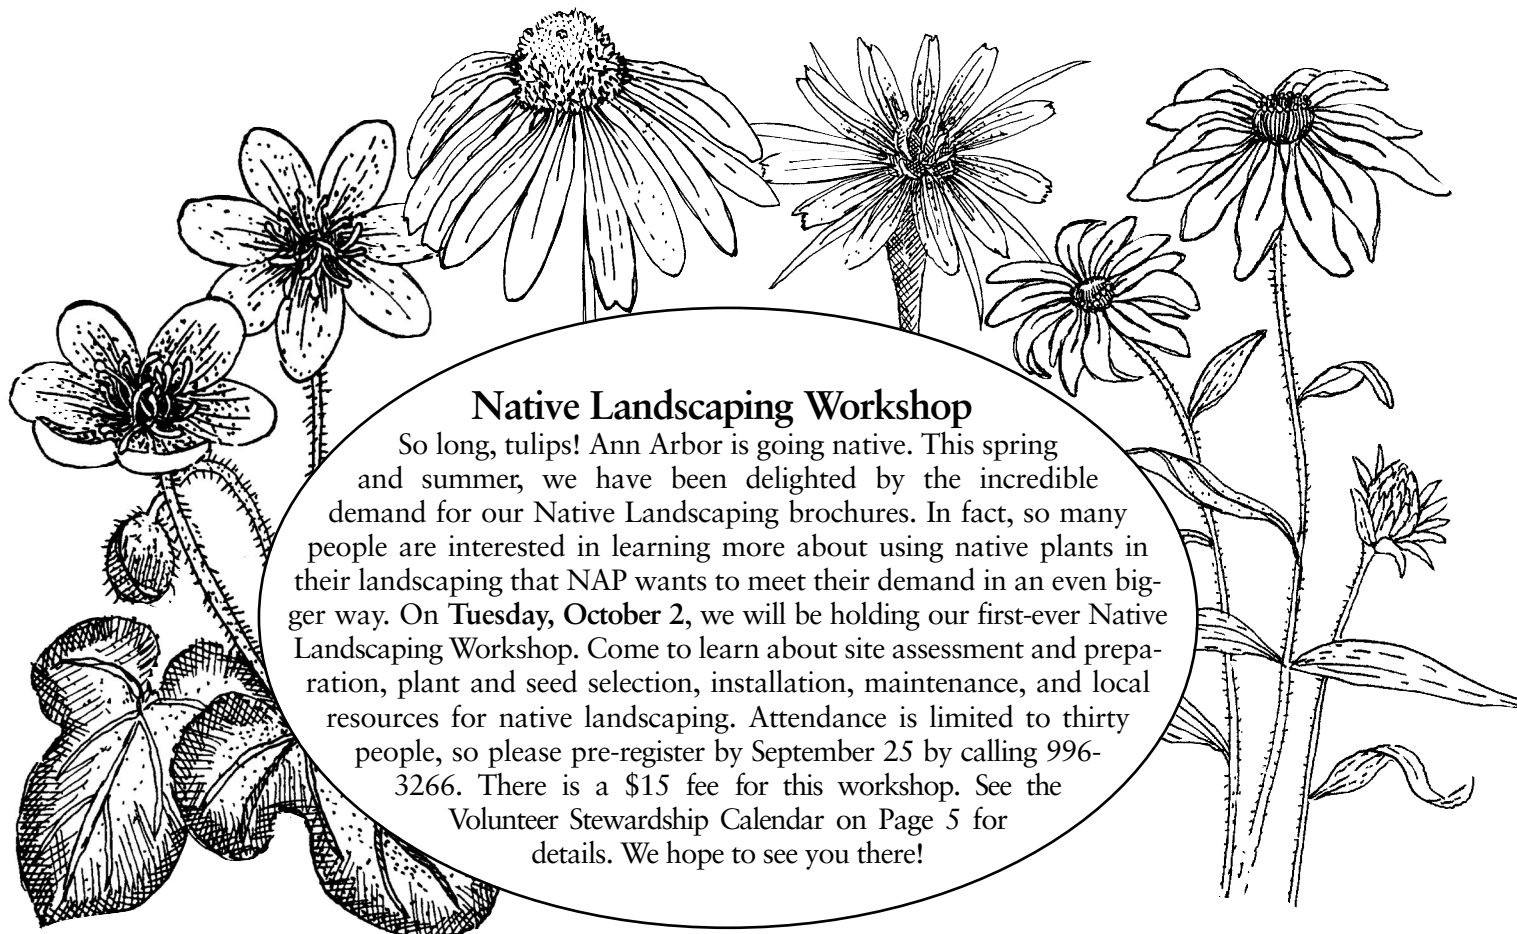 Native Landscaping Workshop
So long, tulips! Ann Arbor is going native. This spring
and summer, we have been delighted by the incredible
demand for our Native Landscaping brochures. In fact, so many
people are interested in learning more about using native plants in
their landscaping that NAP wants to meet their demand in an even big-
ger way. On Tuesday, October 2, we will be holding our first-ever Native
Landscaping Workshop. Come to learn about site assessment and prepa-
ration, plant and seed selection, installation, maintenance, and local
resources for native landscaping. Attendance is limited to thirty
people, so please pre-register by September 25 by calling 996-
3266. There is a $15 fee for this workshop. See the
Volunteer Stewardship Calendar on Page 5 for
details. We hope to see you there!